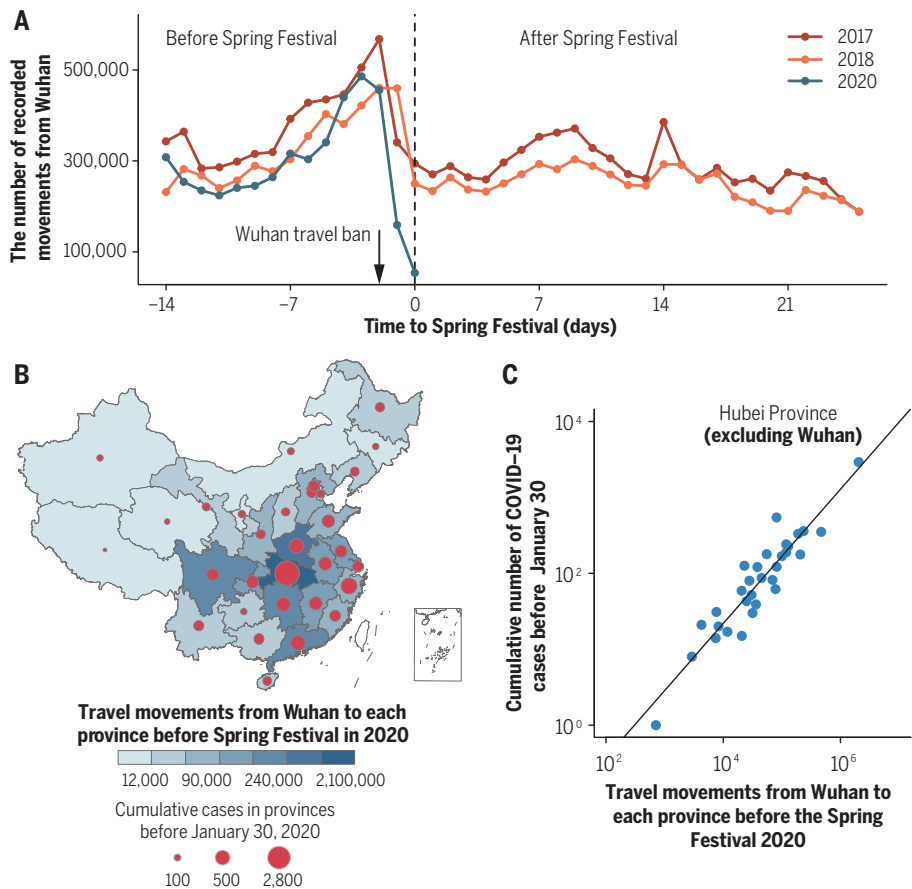 A
Before Spring Festival
After Spring Festival
2017
2018
2020
The number of recorded
movements from Wuhan
500,000
300,000
100,000
Wuhan travel ban
−14
−7
0
7
14
21
Time to Spring Festival (days)
B
Travel movements from Wuhan to each
province before Spring Festival in 2020
12,000 90,000 240,000 2,100,000
Cumulative cases in provinces
before January 30, 2020
100 500 2,800
C
Hubei Province
(excluding Wuhan)
Cumulative number of COVID–19
cases before January 30
10⁴
10²
10⁰
10² 10⁴ 10⁶
Travel movements from Wuhan to
each province before the Spring
Festival 2020